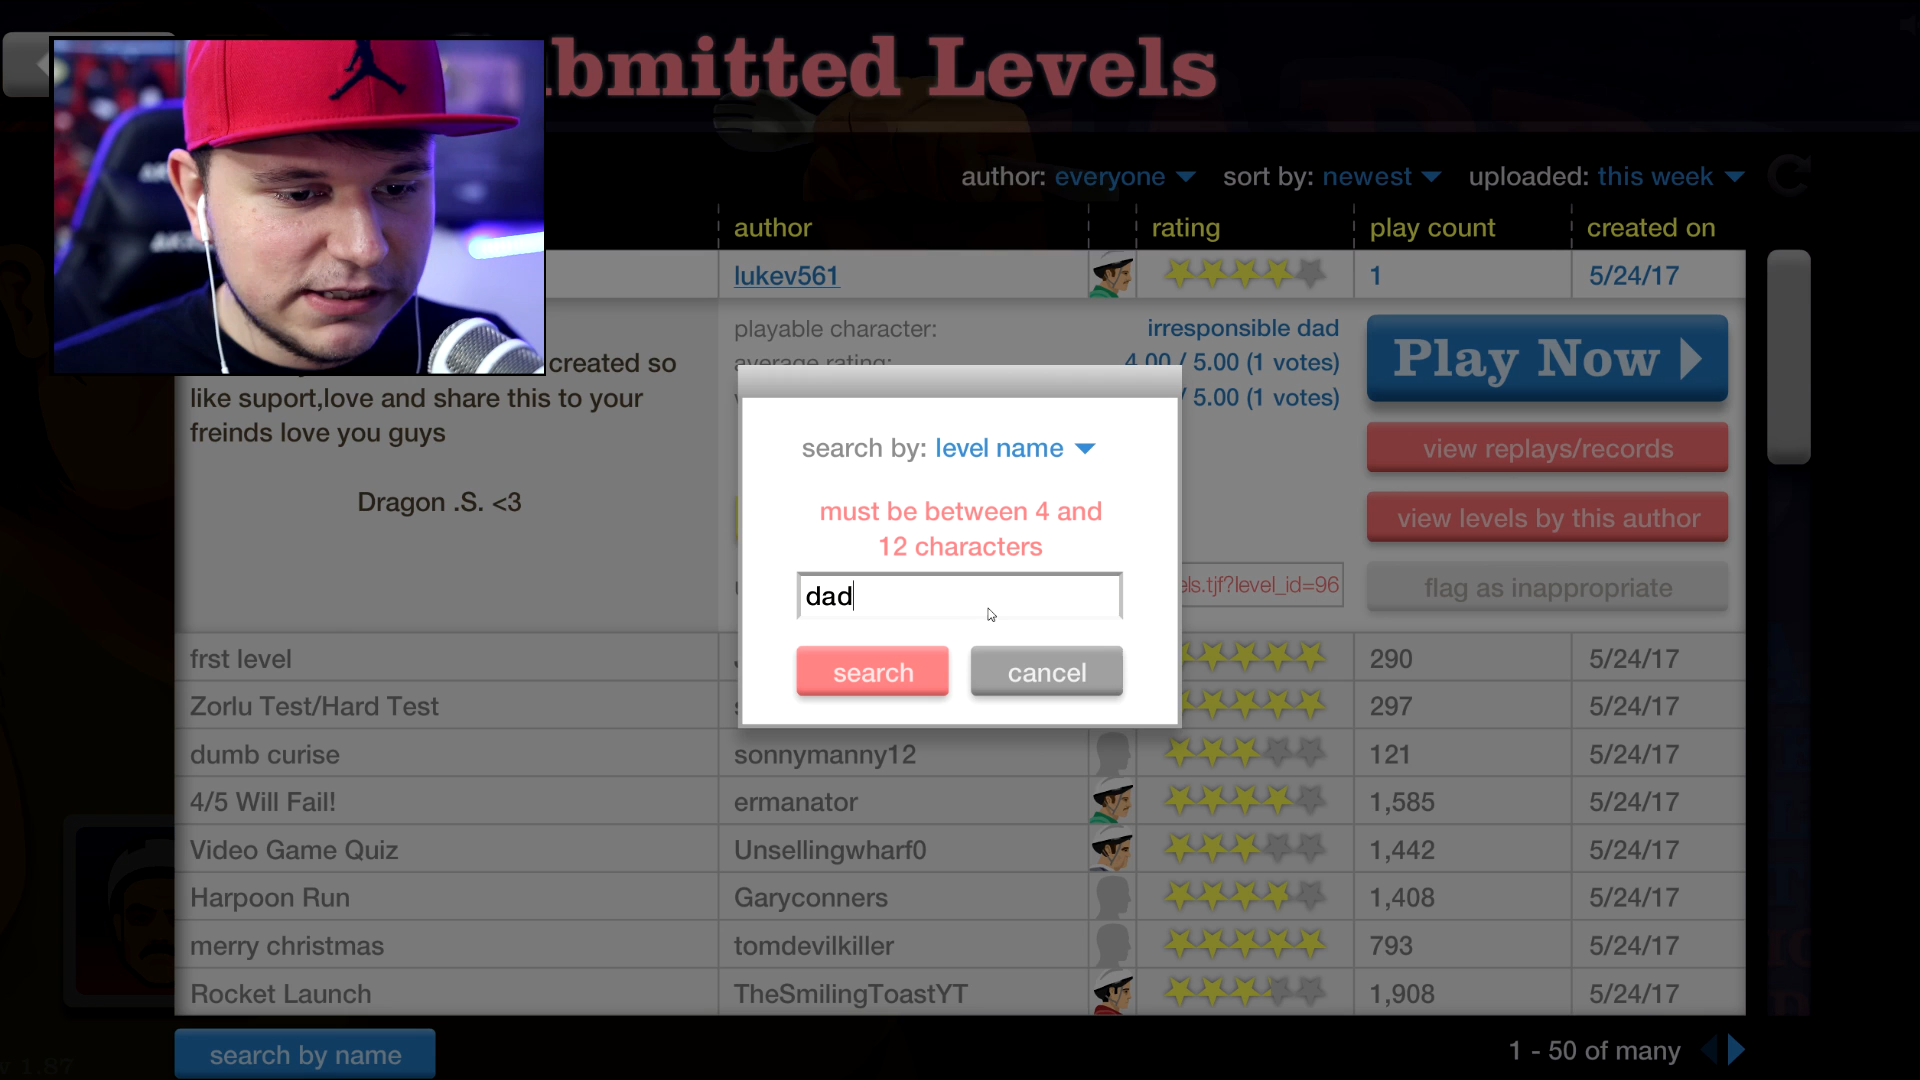 bmitted Levels
author: everyone sort by: newest uploaded: this week
author rating play count created on
lukev561 1 5/24/17
playable character: irresponsible dad
average rating: 4.00 / 5.00 (1 votes)
/ 5.00 (1 votes)
created so
like suport,love and share this to your
freinds love you guys
Dragon .S. <3
Play Now
view replays/records
view levels by this author
els.tjf?level_id=96
flag as inappropriate
search by: level name
must be between 4 and
12 characters
dad
search cancel
frst level 290 5/24/17
Zorlu Test/Hard Test 297 5/24/17
dumb curise sonnymanny12 121 5/24/17
4/5 Will Fail! ermanator 1,585 5/24/17
Video Game Quiz Unsellingwharf0 1,442 5/24/17
Harpoon Run Garyconners 1,408 5/24/17
merry christmas tomdevilkiller 793 5/24/17
Rocket Launch TheSmilingToastYT 1,908 5/24/17
search by name 1 - 50 of many
v 1.87